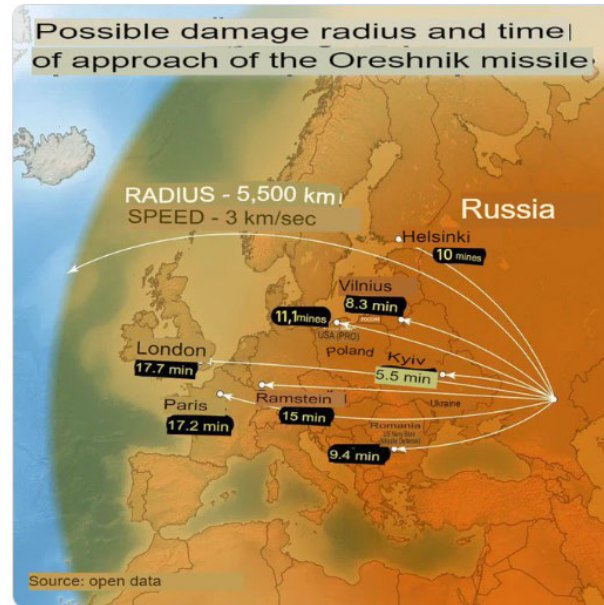 Possible damage radius and time
of approach of the Oreshnik missile
RADIUS - 5,500 km
SPEED - 3 km/sec
Russia
Helsinki
10 mines
Vilnius
8.3 min
11,1mines
USA (PRO)
Poland
London
17.7 min
Kyiv
5.5 min
Ramstein
15 min
Ukraine
Paris
17.2 min
Romania
9.4 min
Source: open data